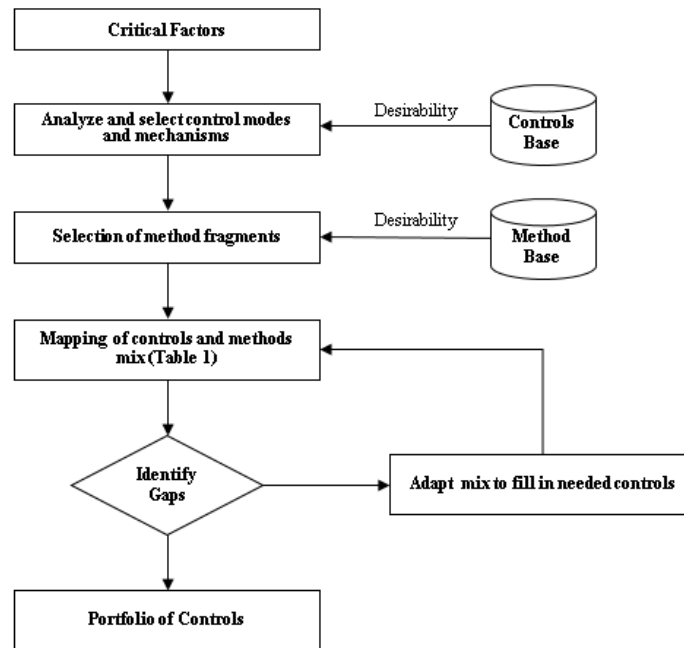 Critical Factors
Analyze and select control modes
and mechanisms
Desirability
Controls
Base
Selection of method fragments
Desirability
Method
Base
Mapping of controls and methods
mix (Table 1)
Identify
Gaps
Adapt mix to fill in needed controls
Portfolio of Controls